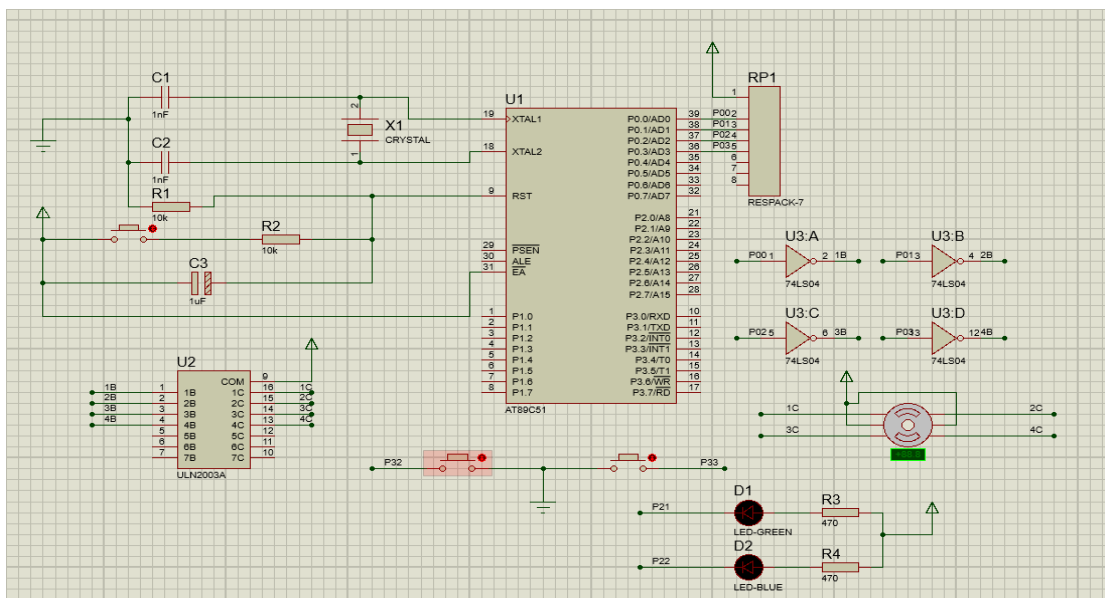 C1
1nF
C2
1nF
2
1
X1
CRYSTAL
R1
10k
R2
10k
C3
1uF
U1
19 XTAL1
18 XTAL2
9 RST
29 PSEN
30 ALE
31 EA
1 P1.0
2 P1.1
3 P1.2
4 P1.3
5 P1.4
6 P1.5
7 P1.6
8 P1.7
P0.0/AD0 39 P00
P0.1/AD1 38 P01
P0.2/AD2 37 P02
P0.3/AD3 36 P03
P0.4/AD4 35
P0.5/AD5 34
P0.6/AD6 33
P0.7/AD7 32
P2.0/A8 21
P2.1/A9 22
P2.2/A10 23
P2.3/A11 24
P2.4/A12 25
P2.5/A13 26
P2.6/A14 27
P2.7/A15 28
P3.0/RXD 10
P3.1/TXD 11
P3.2/INT0 12
P3.3/INT1 13
P3.4/T0 14
P3.5/T1 15
P3.6/WR 16
P3.7/RD 17
AT89C51
RP1
1
2
3
4
5
6
7
8
RESPACK-7
U3:A
P00 1 2 1B
74LS04
U3:B
P01 3 4 2B
74LS04
U3:C
P02 5 6 3B
74LS04
U3:D
P03 12 4B
74LS04
U2
1B 1 1B
2B 2 2B
3B 3 3B
4B 4 4B
5 5B
6 6B
7 7B
COM 9
1C 16 1C
2C 15 2C
3C 14 3C
4C 13 4C
5C 12
6C 11
7C 10
ULN2003A
1C 2C
3C 4C
P32 P33
P21
D1
LED-GREEN
R3
470
P22
D2
LED-BLUE
R4
470